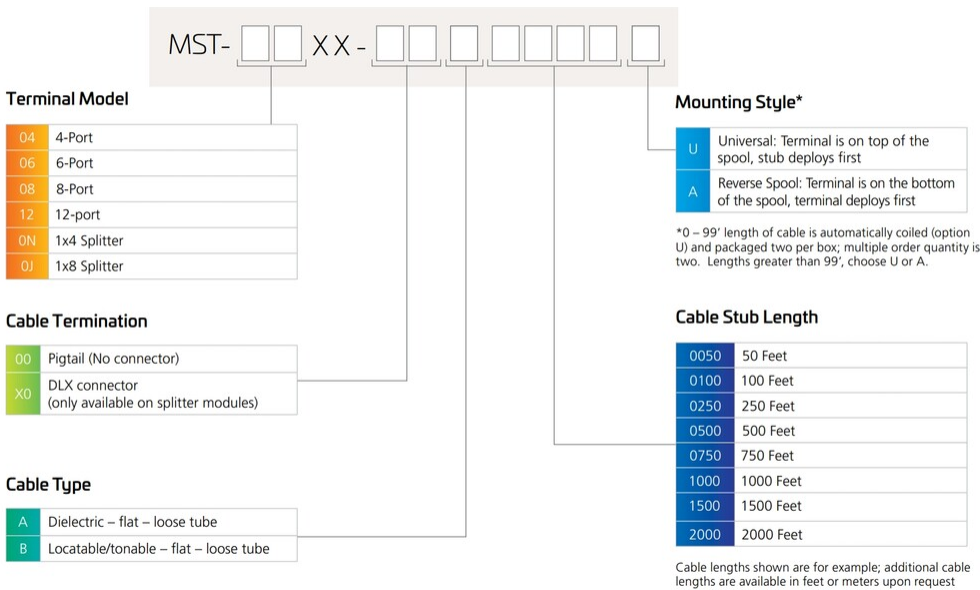 MST- XX-
Terminal Model
04 4-Port
06 6-Port
08 8-Port
12 12-port
0N 1x4 Splitter
0J 1x8 Splitter
Cable Termination
00 Pigtail (No connector)
X0 DLX connector
(only available on splitter modules)
Cable Type
A Dielectric – flat – loose tube
B Locatable/tonable – flat – loose tube
Mounting Style*
U Universal: Terminal is on top of the
spool, stub deploys first
A Reverse Spool: Terminal is on the bottom
of the spool, terminal deploys first
*0 – 99’ length of cable is automatically coiled (option
U) and packaged two per box; multiple order quantity is
two. Lengths greater than 99’, choose U or A.
Cable Stub Length
0050 50 Feet
0100 100 Feet
0250 250 Feet
0500 500 Feet
0750 750 Feet
1000 1000 Feet
1500 1500 Feet
2000 2000 Feet
Cable lengths shown are for example; additional cable
lengths are available in feet or meters upon request